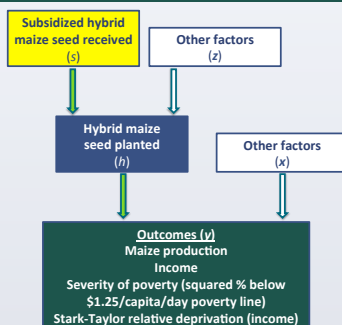 Subsidized hybrid
maize seed received
(s)
Other factors
(z)
Hybrid maize
seed planted
(h)
Other factors
(x)
Outcomes (y)
Maize production
Income
Severity of poverty (squared % below
$1.25/capita/day poverty line)
Stark-Taylor relative deprivation (income)